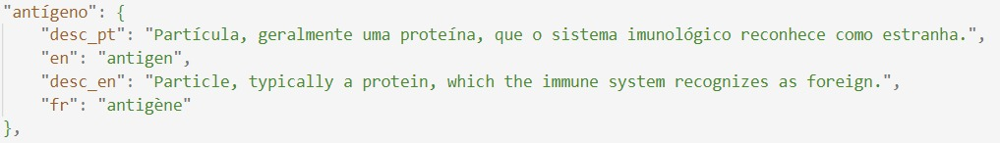 "antígeno": {
"desc_pt": "Partícula, geralmente uma proteína, que o sistema imunológico reconhece como estranha.",
"en": "antigen",
"desc_en": "Particle, typically a protein, which the immune system recognizes as foreign.",
"fr": "antigène"
},